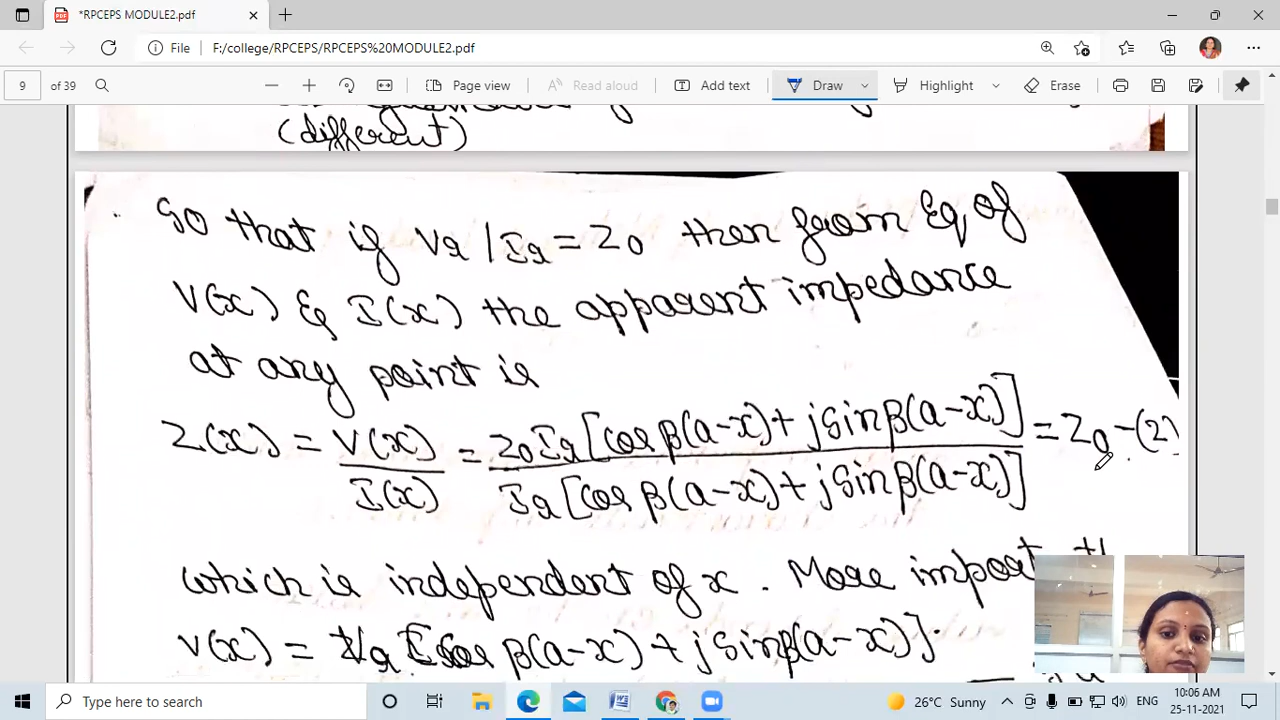 *RPCEPS MODULE2.pdf
File F:/college/RPCEPS/RPCEPS%20MODULE2.pdf
9 of 39 Page view Read aloud Add text Draw Highlight Erase
(different)
So that if Va / Ia = Z0 then from Eq of
V(x) & I(x) the apparent impedance
at any point is
Z(x) = V(x) / I(x) = Z0 Ia [cos β(a-x) + j sin β(a-x)] / Ia [cos β(a-x) + j sin β(a-x)] = Z0 - (2
which is independent of x. More import
V(x) = Va [cos β(a-x) + j sin β(a-x)].
Type here to search
26°C Sunny ENG 10:06 AM
25-11-2021